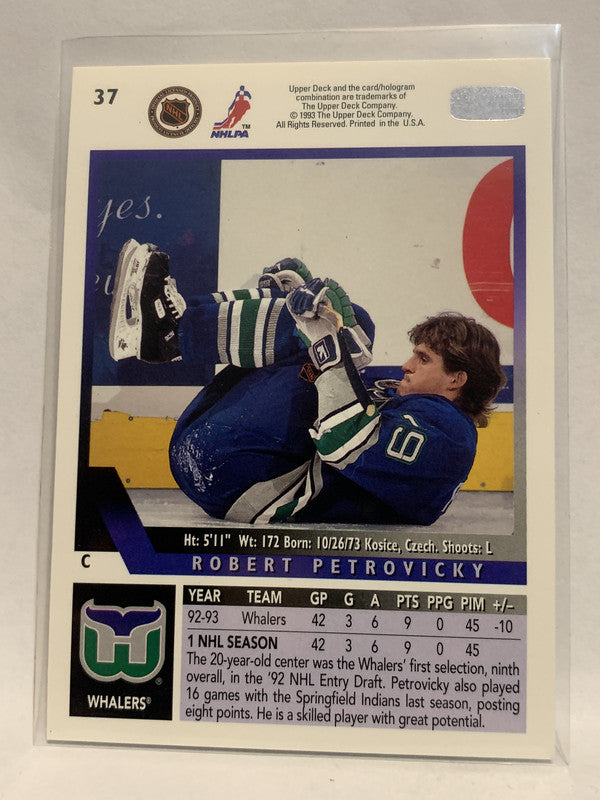 37
NHL
NHLPA™
Upper Deck and the card/hologram
combination are trademarks of
The Upper Deck Company.
© 1993 The Upper Deck Company.
All Rights Reserved. Printed in the U.S.A.
yes.
Ht: 5'11" Wt: 172 Born: 10/26/73 Kosice, Czech. Shoots: L
C
ROBERT PETROVICKY
YEAR TEAM GP G A PTS PPG PIM +/–
92-93 Whalers 42 3 6 9 0 45 -10
1 NHL SEASON 42 3 6 9 0 45
The 20-year-old center was the Whalers' first selection, ninth
overall, in the '92 NHL Entry Draft. Petrovicky also played
16 games with the Springfield Indians last season, posting
eight points. He is a skilled player with great potential.
WHALERS®